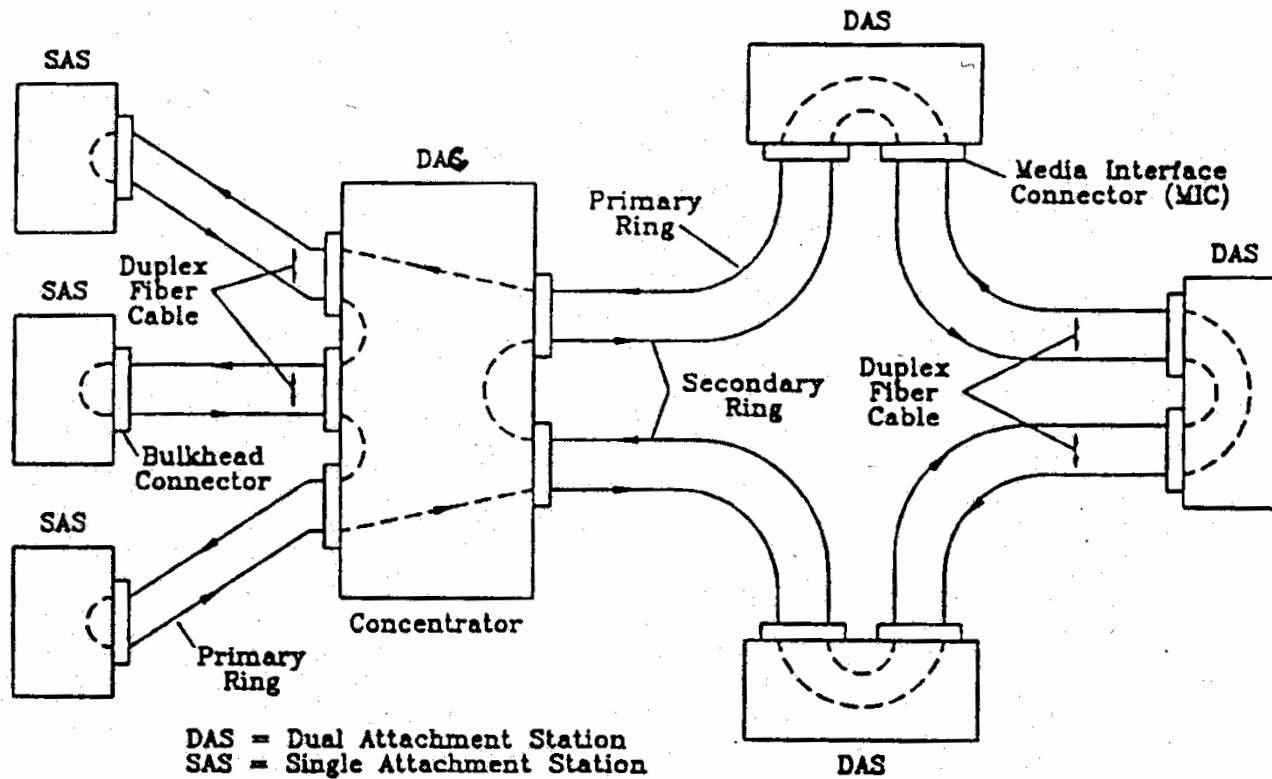 DAS
SAS
DAC
Media Interface
Connector (MIC)
Primary
Ring
DAS
Duplex
Fiber
Cable
SAS
Secondary
Ring
Duplex
Fiber
Cable
Bulkhead
Connector
SAS
Concentrator
Primary
Ring
DAS = Dual Attachment Station
SAS = Single Attachment Station
DAS